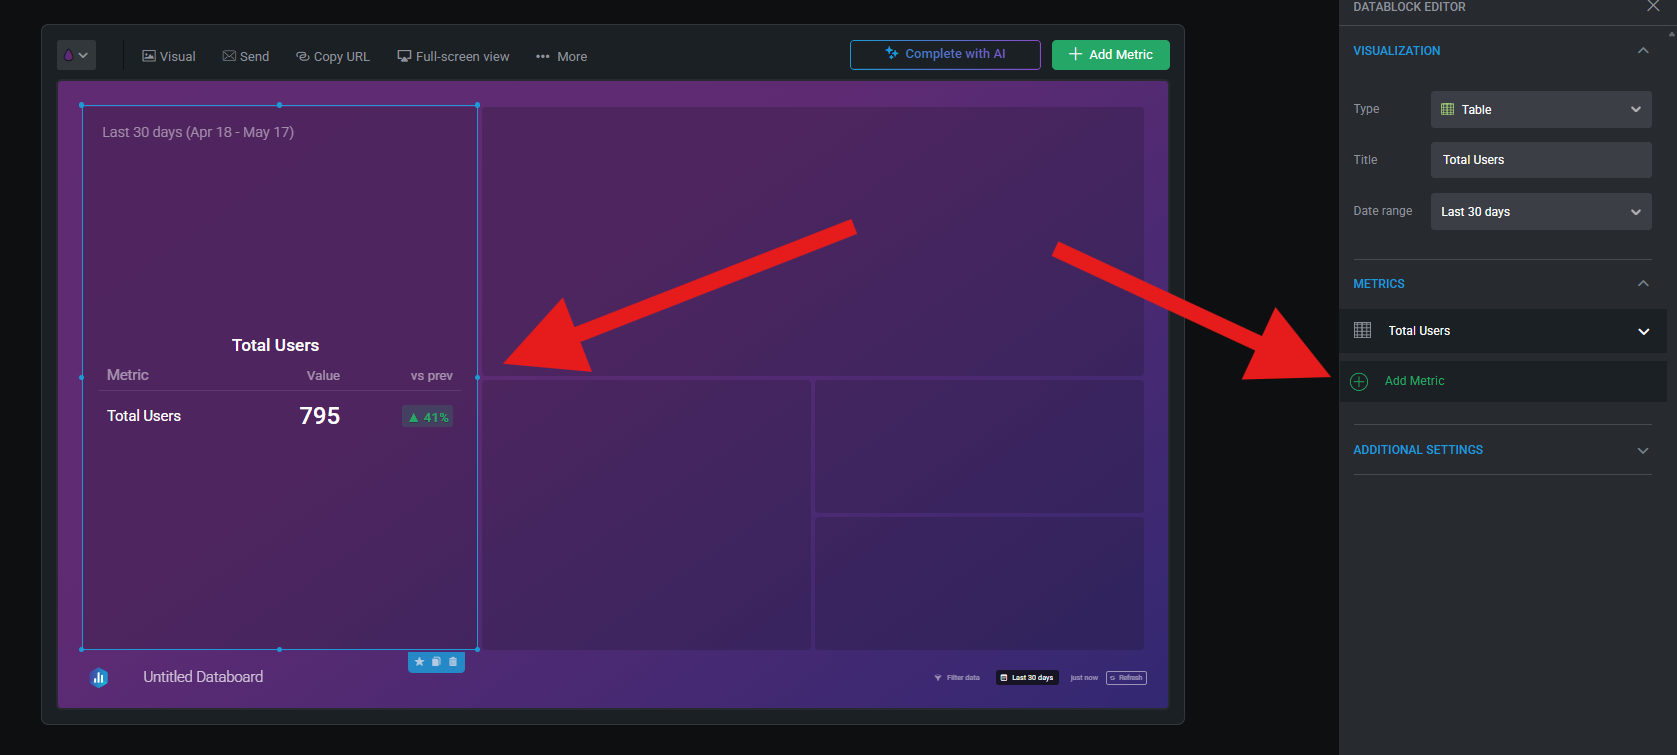 DATABLOCK EDITOR
Visual
Send
Copy URL
Full-screen view
More
Complete with AI
Add Metric
Last 30 days (Apr 18 - May 17)
Total Users
Metric Value vs prev
Total Users 795 ▲ 41%
Untitled Databoard
Filter data
Last 30 days
just now
Refresh
VISUALIZATION
Type Table
Title Total Users
Date range Last 30 days
METRICS
Total Users
Add Metric
ADDITIONAL SETTINGS